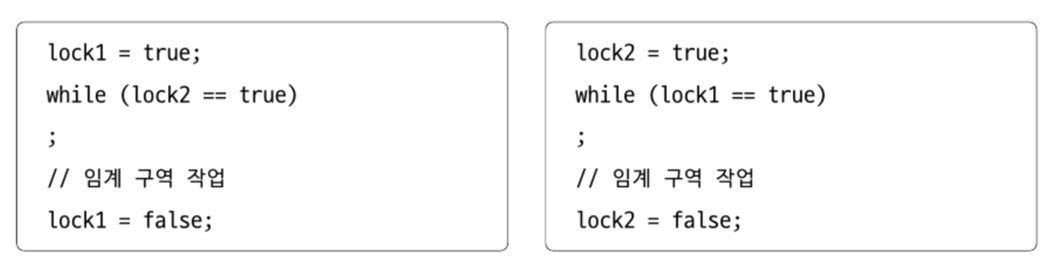 lock1 = true;
while (lock2 == true)
;
// 임계 구역 작업
lock1 = false;
lock2 = true;
while (lock1 == true)
;
// 임계 구역 작업
lock2 = false;